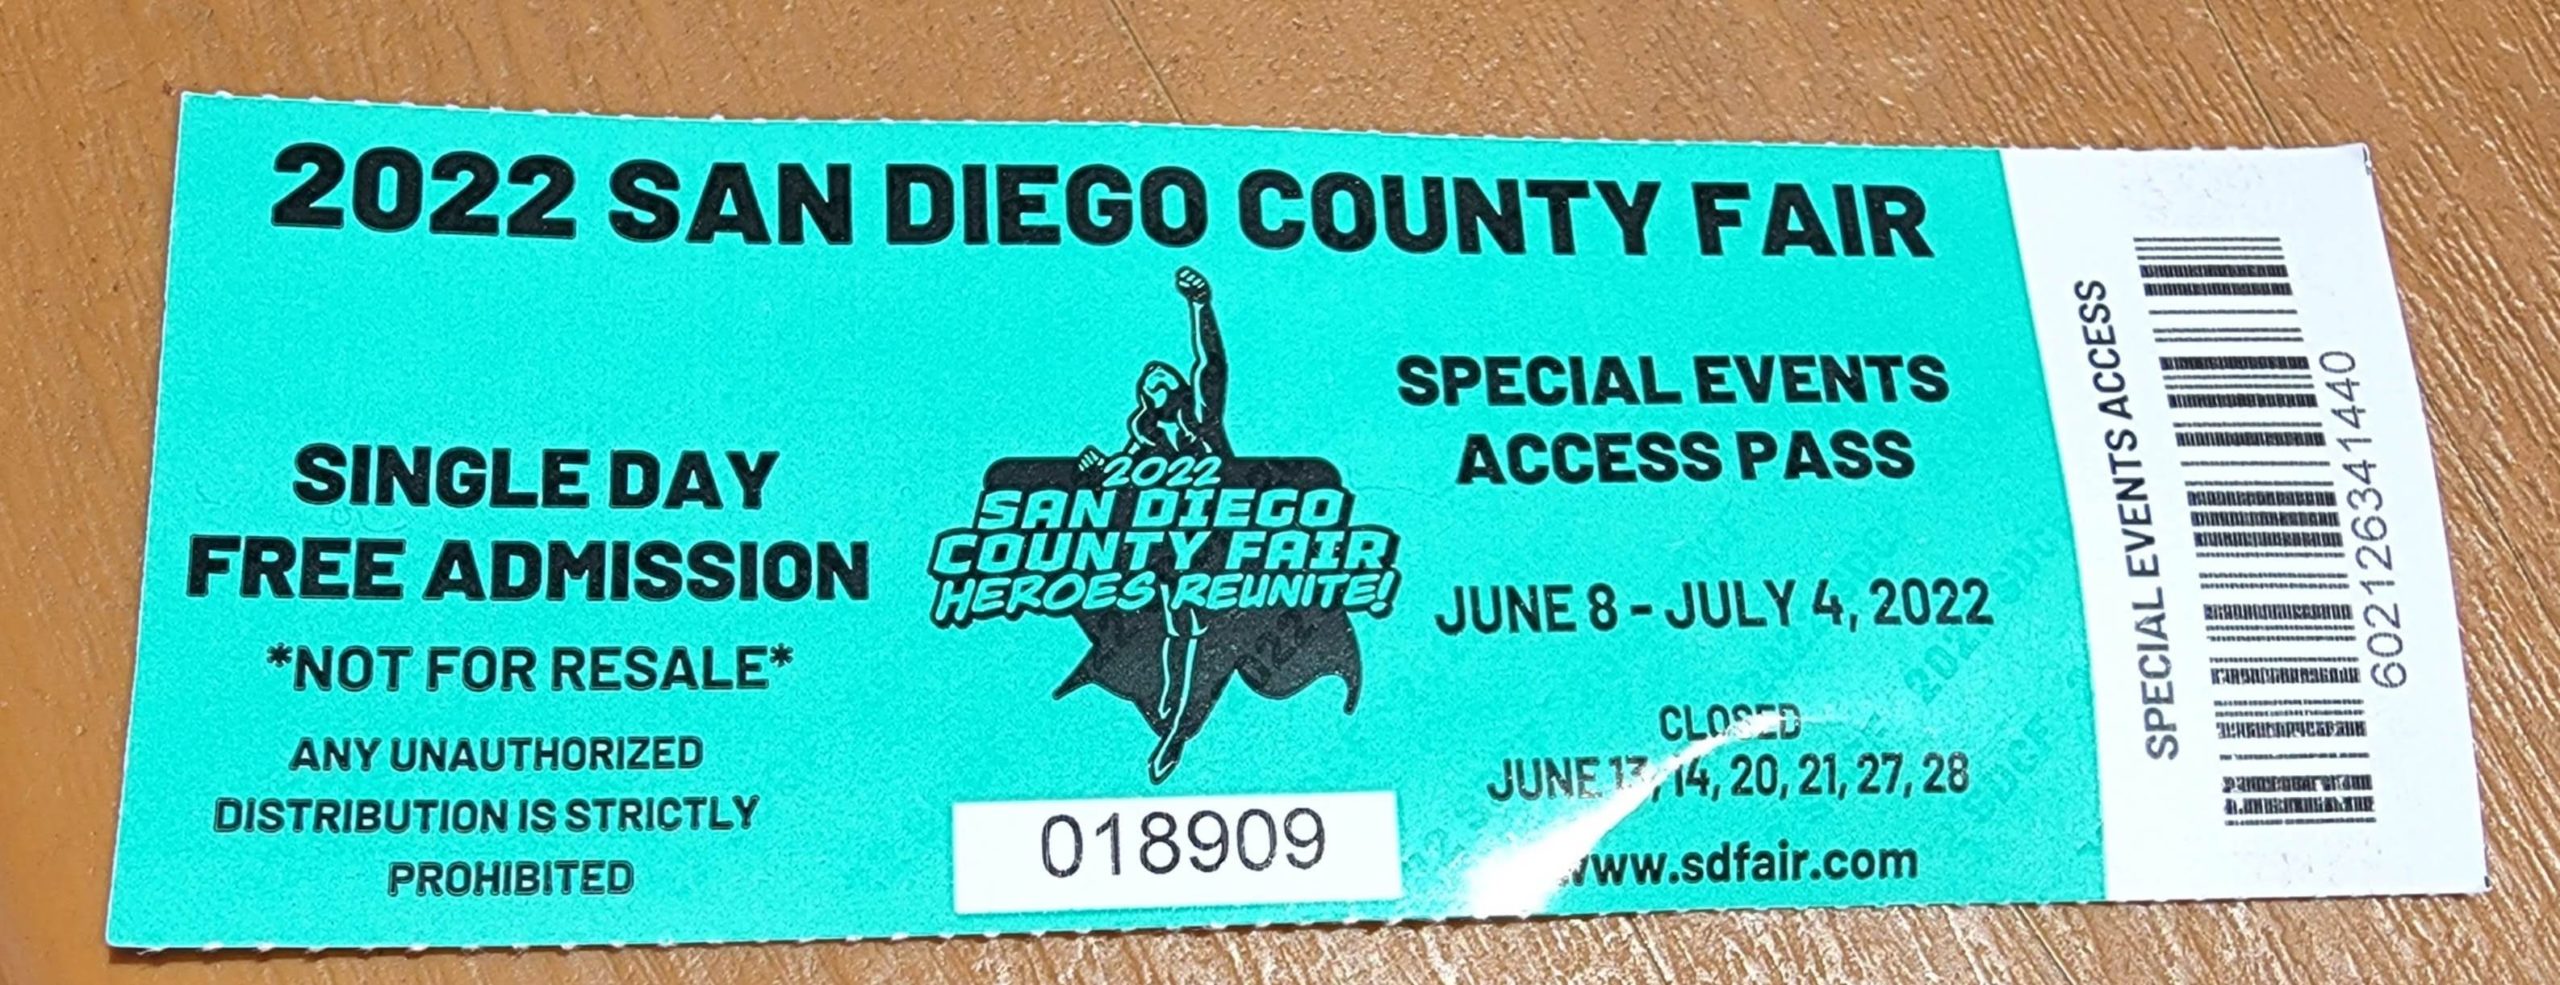 2022 SAN DIEGO COUNTY FAIR
SINGLE DAY
FREE ADMISSION
*NOT FOR RESALE*
ANY UNAUTHORIZED
DISTRIBUTION IS STRICTLY
PROHIBITED
2022
SAN DIEGO
COUNTY FAIR
HEROES REUNITE!
018909
SPECIAL EVENTS
ACCESS PASS
JUNE 8 - JULY 4, 2022
CLOSED
JUNE 13, 14, 20, 21, 27, 28
www.sdfair.com
SPECIAL EVENTS ACCESS
6021126341440